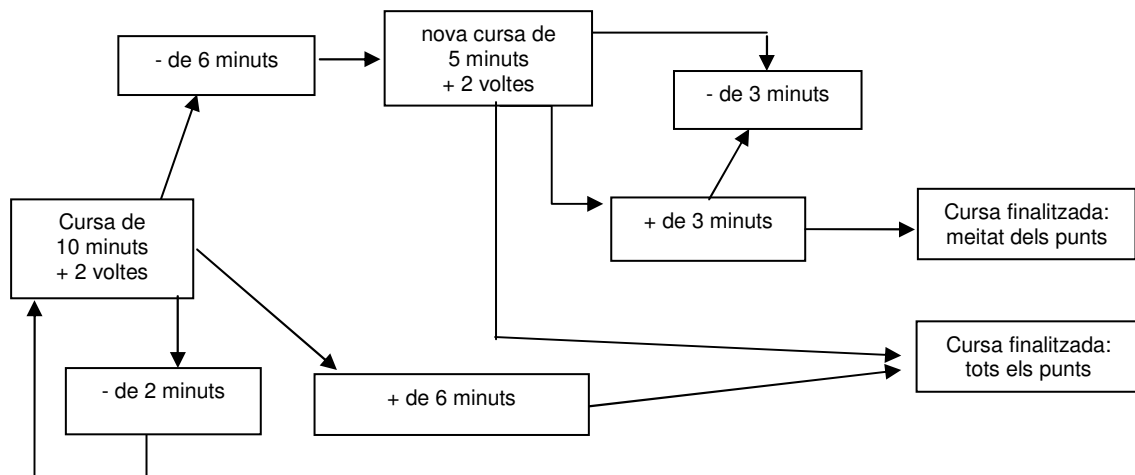 - de 6 minuts
nova cursa de
5 minuts
+ 2 voltes
- de 3 minuts
Cursa de
10 minuts
+ 2 voltes
+ de 3 minuts
Cursa finalitzada:
meitat dels punts
- de 2 minuts
+ de 6 minuts
Cursa finalitzada:
tots els punts